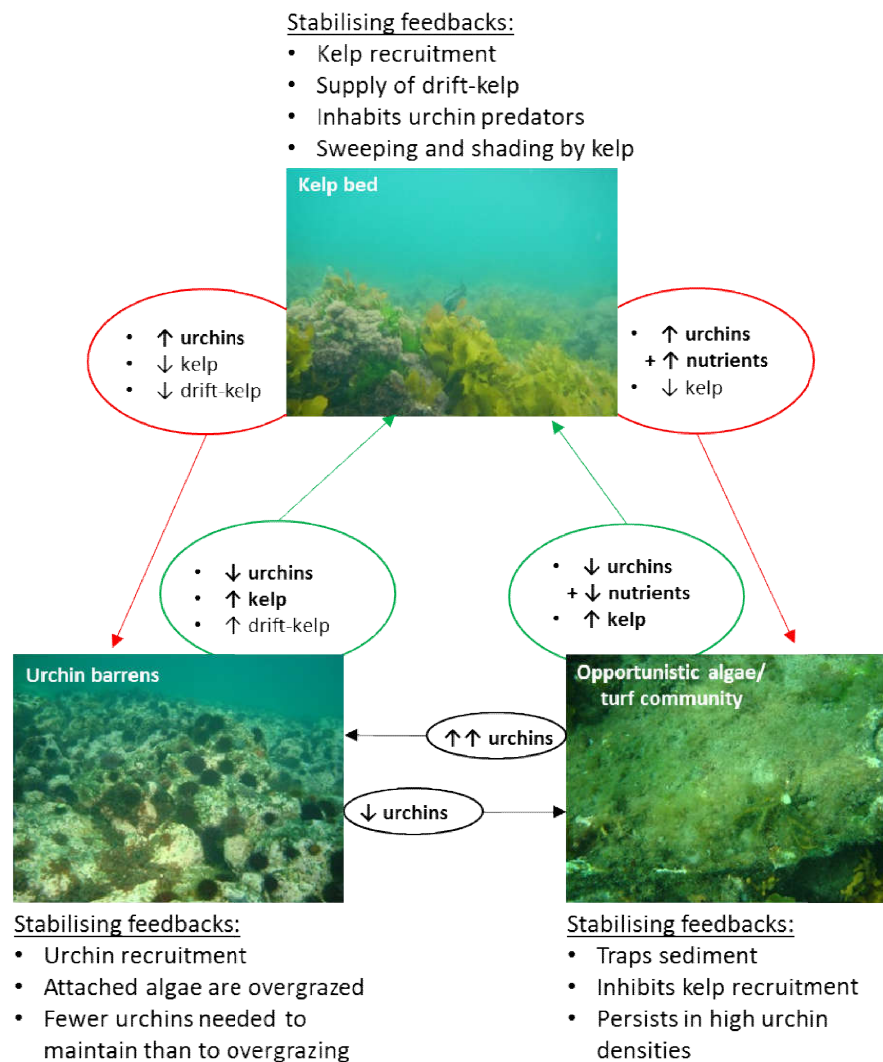 Stabilising feedbacks:
• Kelp recruitment
• Supply of drift-kelp
• Inhabits urchin predators
• Sweeping and shading by kelp
Kelp bed
• ↑ urchins
• ↓ kelp
• ↓ drift-kelp
• ↑ urchins
+ ↑ nutrients
• ↓ kelp
• ↓ urchins
• ↑ kelp
• ↑ drift-kelp
• ↓ urchins
+ ↓ nutrients
• ↑ kelp
Urchin barrens
Opportunistic algae/
turf community
↑↑ urchins
↓ urchins
Stabilising feedbacks:
• Urchin recruitment
• Attached algae are overgrazed
• Fewer urchins needed to
maintain than to overgrazing
Stabilising feedbacks:
• Traps sediment
• Inhibits kelp recruitment
• Persists in high urchin
densities